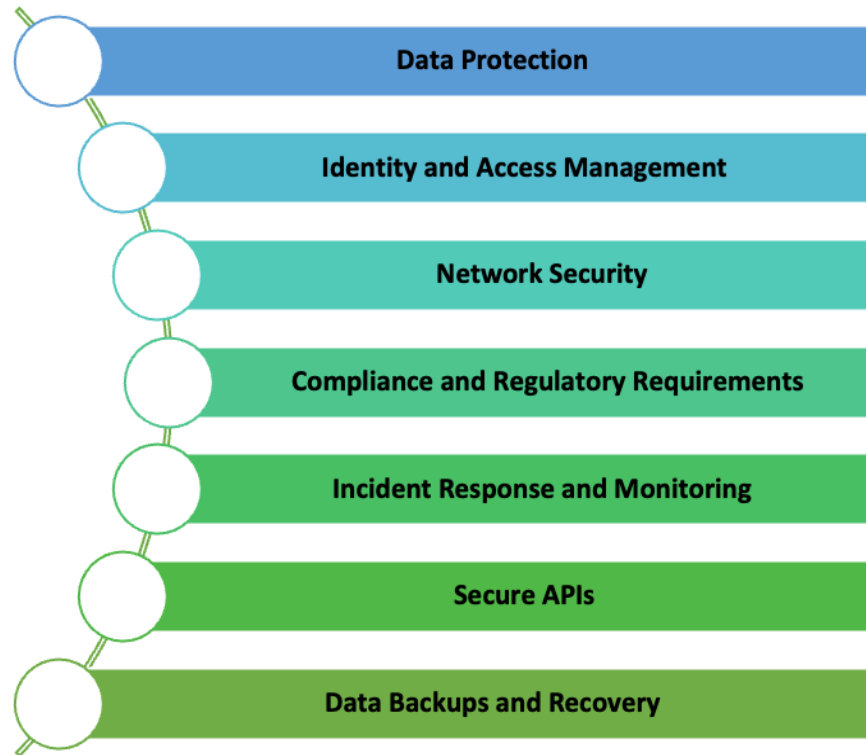 Data Protection
Identity and Access Management
Network Security
Compliance and Regulatory Requirements
Incident Response and Monitoring
Secure APIs
Data Backups and Recovery